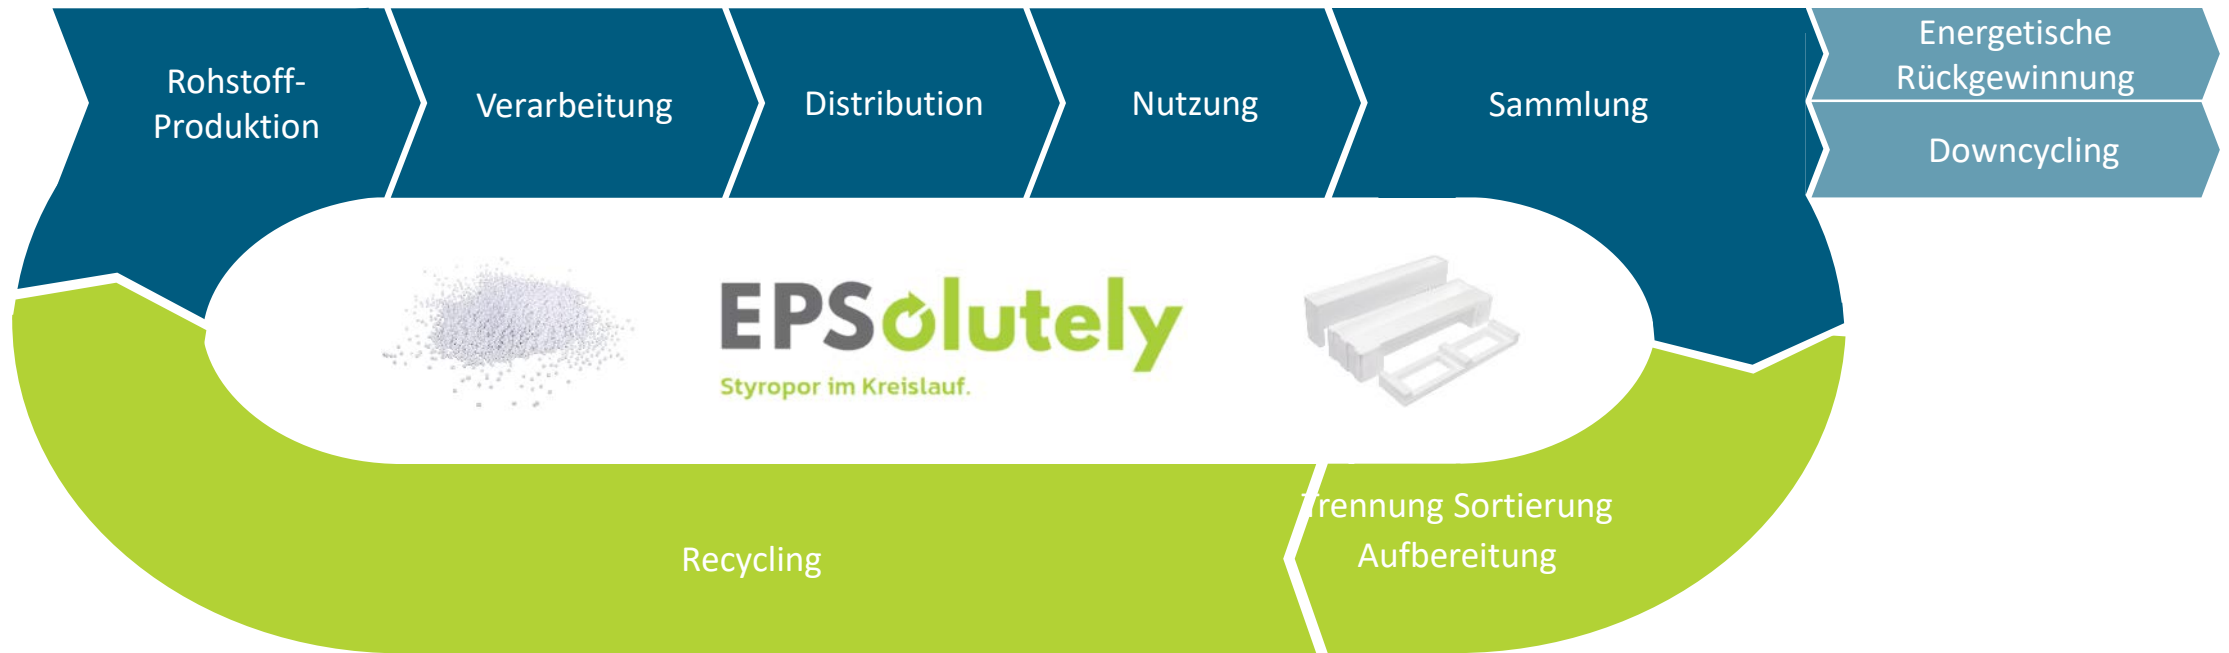 Rohstoff-
Produktion
Verarbeitung
Distribution
Nutzung
Sammlung
Energetische
Rückgewinnung
Downcycling
EPSolutely
Styropor im Kreislauf.
Trennung Sortierung
Aufbereitung
Recycling